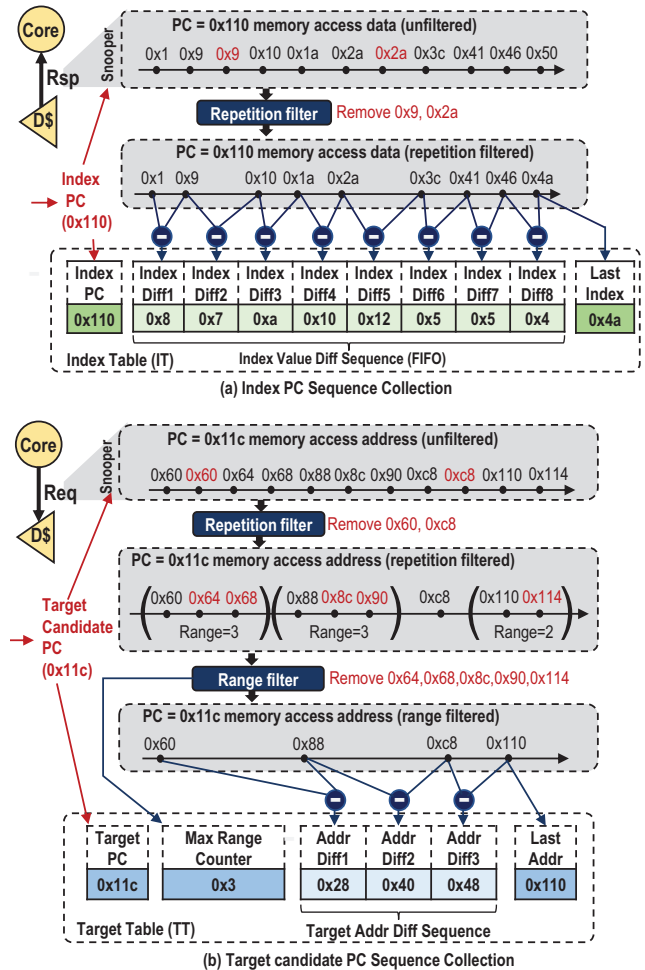 Core
Rsp
D$
Snooper
PC = 0x110 memory access data (unfiltered)
0x1 0x9 0x9 0x10 0x1a 0x2a 0x2a 0x3c 0x41 0x46 0x50
Repetition filter
Remove 0x9, 0x2a
PC = 0x110 memory access data (repetition filtered)
0x1 0x9 0x10 0x1a 0x2a 0x3c 0x41 0x46 0x4a
Index
PC
(0x110)
Index PC
Index Diff1
Index Diff2
Index Diff3
Index Diff4
Index Diff5
Index Diff6
Index Diff7
Index Diff8
Last Index
0x110 0x8 0x7 0xa 0x10 0x12 0x5 0x5 0x4 0x4a
Index Table (IT)
Index Value Diff Sequence (FIFO)
(a) Index PC Sequence Collection
Core
Req
D$
Snooper
PC = 0x11c memory access address (unfiltered)
0x60 0x60 0x64 0x68 0x88 0x8c 0x90 0xc8 0xc8 0x110 0x114
Repetition filter
Remove 0x60, 0xc8
PC = 0x11c memory access address (repetition filtered)
(0x60 0x64 0x68) (0x88 0x8c 0x90) 0xc8 (0x110 0x114)
Range=3 Range=3 Range=2
Target
Candidate
PC
(0x11c)
Range filter
Remove 0x64,0x68,0x8c,0x90,0x114
PC = 0x11c memory access address (range filtered)
0x60 0x88 0xc8 0x110
Target PC
Max Range Counter
Addr Diff1
Addr Diff2
Addr Diff3
Last Addr
0x11c 0x3 0x28 0x40 0x48 0x110
Target Table (TT)
Target Addr Diff Sequence
(b) Target candidate PC Sequence Collection